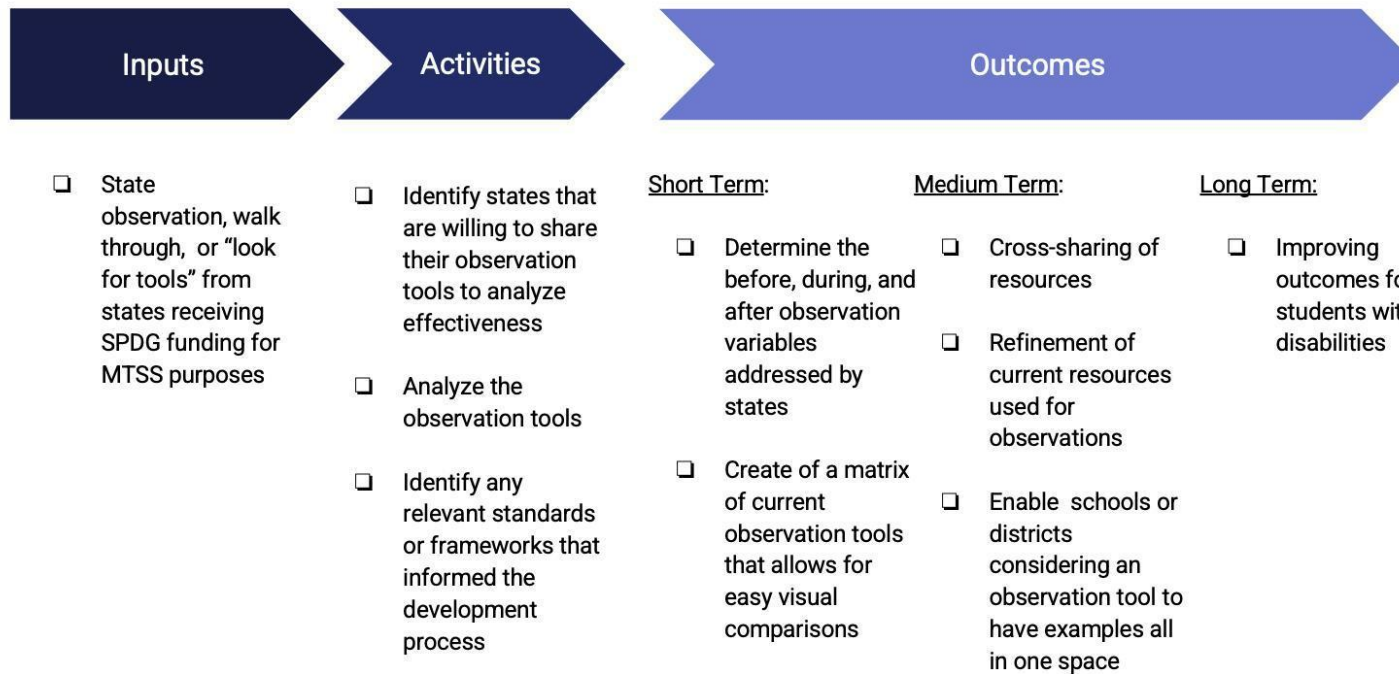 Inputs
Activities
Outcomes
❏ State
observation, walk
through, or “look
for tools” from
states receiving
SPDG funding for
MTSS purposes
❏ Identify states that
are willing to share
their observation
tools to analyze
effectiveness
❏ Analyze the
observation tools
❏ Identify any
relevant standards
or frameworks that
informed the
development
process
Short Term:
❏ Determine the
before, during, and
after observation
variables
addressed by
states
❏ Create of a matrix
of current
observation tools
that allows for
easy visual
comparisons
Medium Term:
❏ Cross-sharing of
resources
❏ Refinement of
current resources
used for
observations
❏ Enable schools or
districts
considering an
observation tool to
have examples all
in one space
Long Term:
❏ Improving
outcomes fo
students wit
disabilities